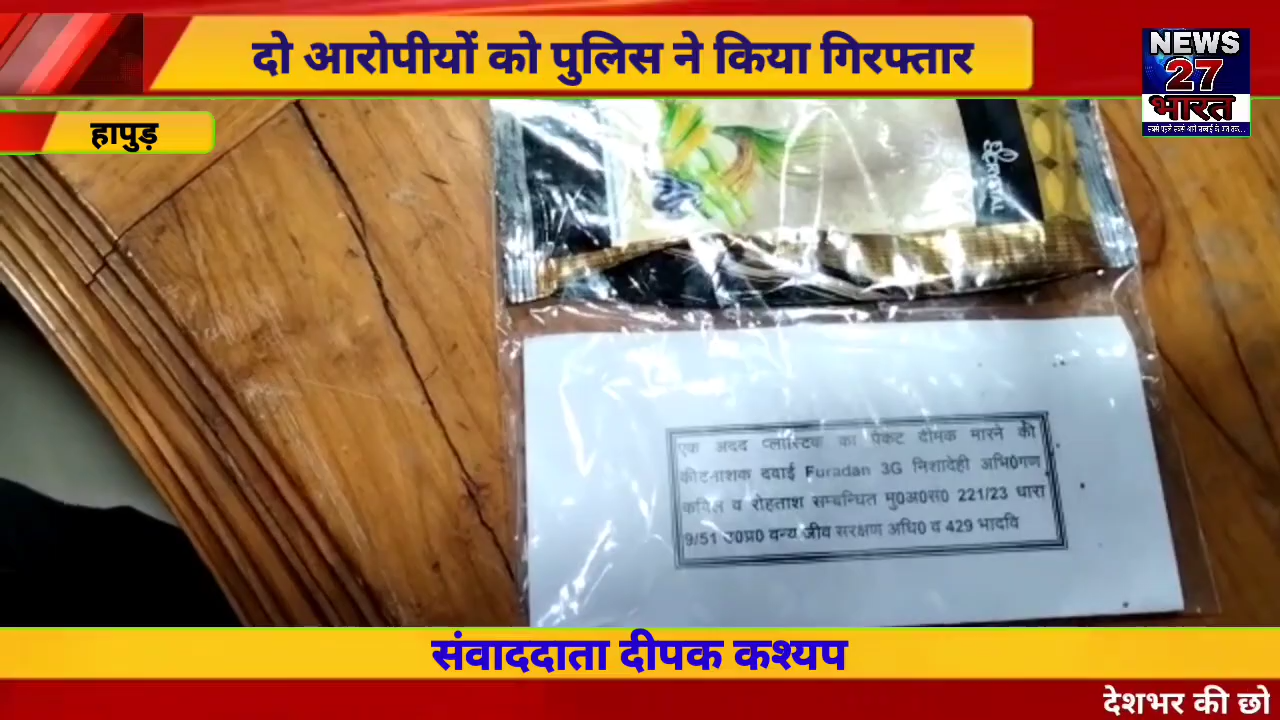 दो आरोपीयों को पुलिस ने किया गिरफ्तार
NEWS
27
भारत
हापुड़
CRYSTAL
एक अदद प्लास्टिक का पैकट दीमक मारने की
कीटनाशक दवाई Furadan 3G निशादेही अभि0गण
कपिल व रोहताश सम्बन्धित मु0अ0स0 221/23 धारा
9/51 उ0प्र0 वन्य जीव सरक्षण अधि0 व 429 भादवि
संवाददाता दीपक कश्यप
देशभर की छो